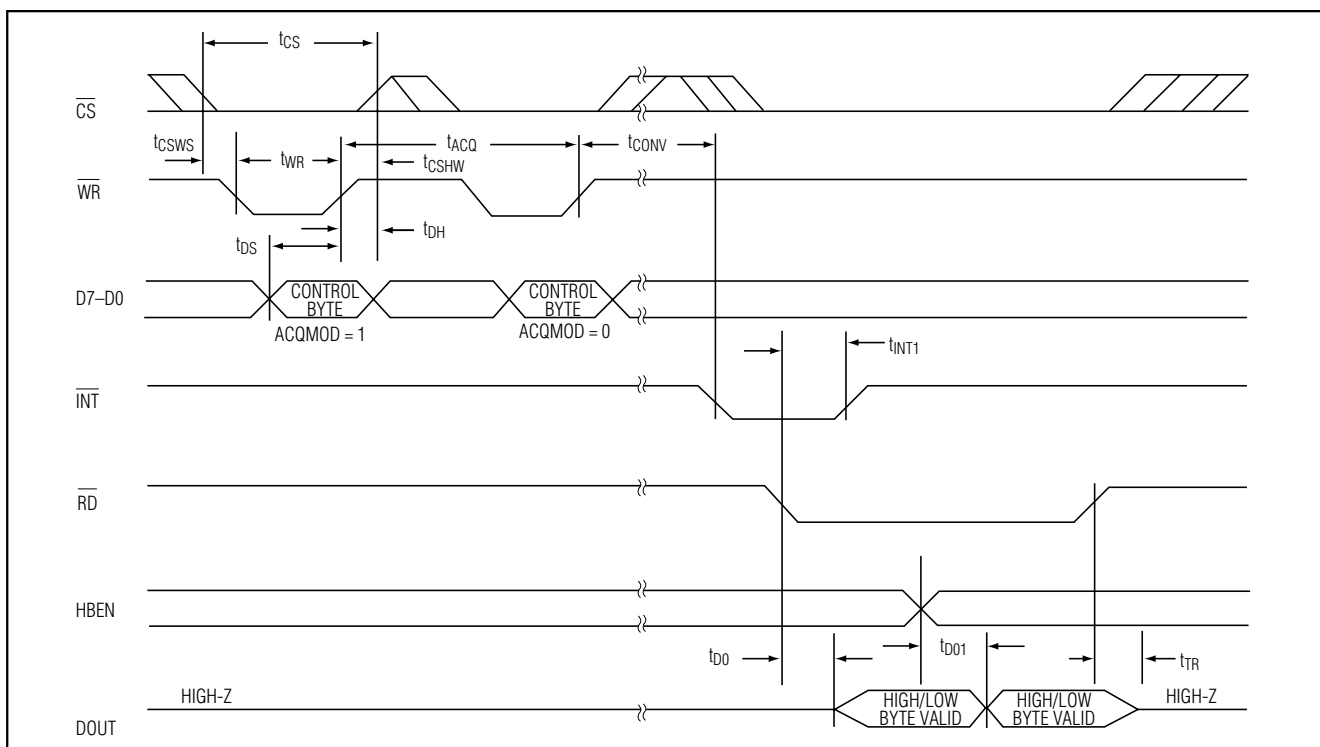 tCS
CS
tCSWS
tWR
tACQ
tCSHW
tCONV
WR
tDS
tDH
D7–D0
CONTROL
BYTE
ACQMOD = 1
CONTROL
BYTE
ACQMOD = 0
tINT1
INT
RD
HBEN
tD0
tD01
tTR
HIGH-Z
DOUT
HIGH/LOW
BYTE VALID
HIGH/LOW
BYTE VALID
HIGH-Z